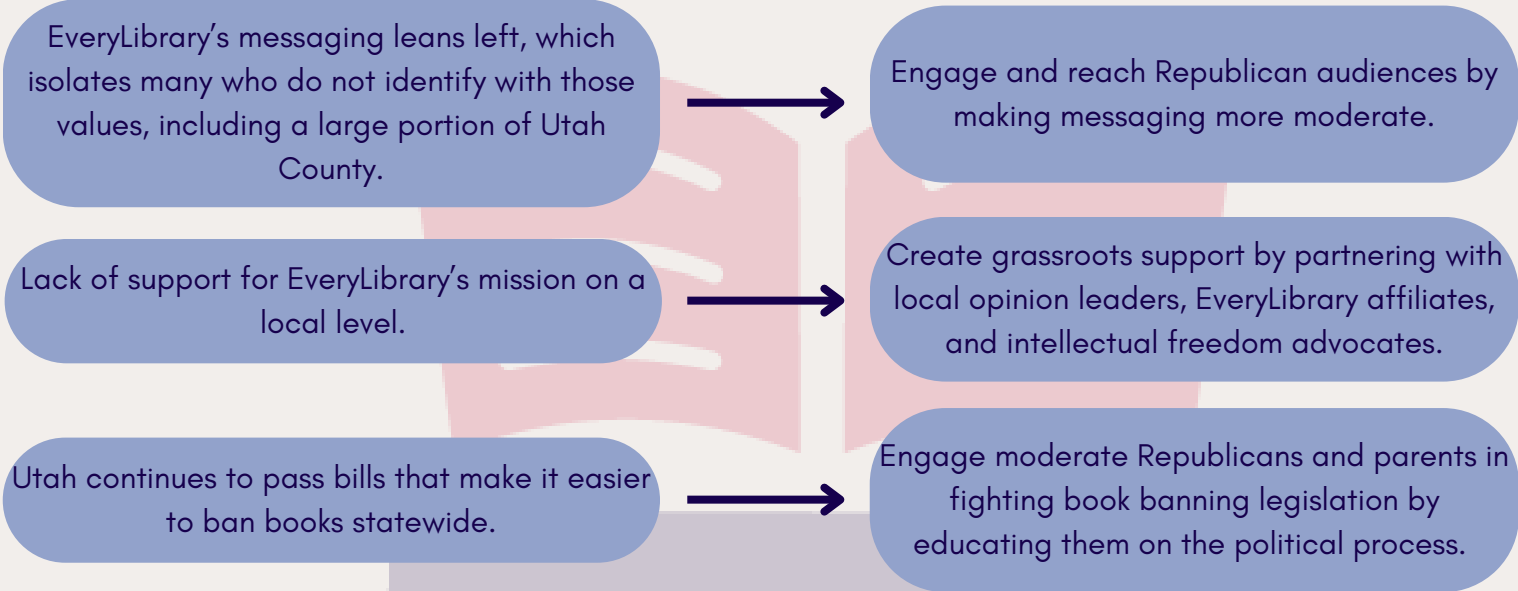 EveryLibrary's messaging leans left, which
isolates many who do not identify with those
values, including a large portion of Utah
County.
Engage and reach Republican audiences by
making messaging more moderate.
Lack of support for EveryLibrary's mission on a
local level.
Create grassroots support by partnering with
local opinion leaders, EveryLibrary affiliates,
and intellectual freedom advocates.
Utah continues to pass bills that make it easier
to ban books statewide.
Engage moderate Republicans and parents in
fighting book banning legislation by
educating them on the political process.